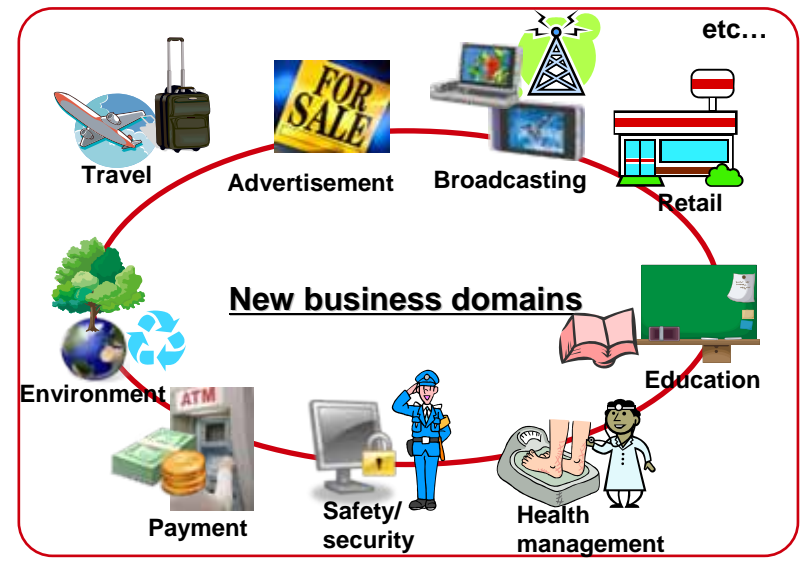 etc…
FOR
SALE
Travel
Advertisement
Broadcasting
Retail
New business domains
Environment
ATM
Education
Payment
Safety/
security
Health
management